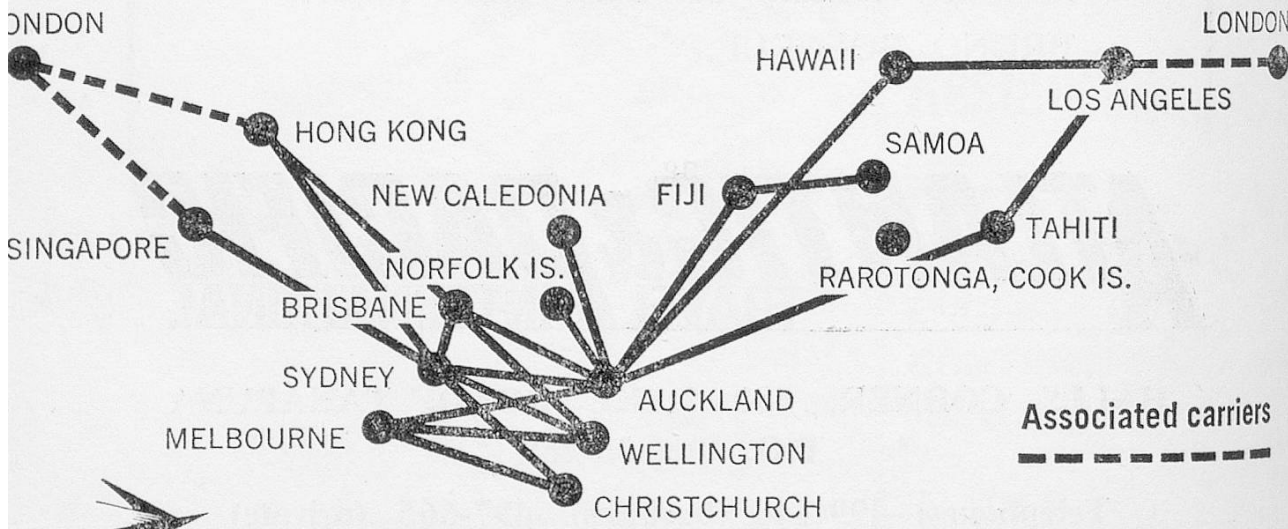 ONDON
LONDON
HAWAII
LOS ANGELES
HONG KONG
SAMOA
NEW CALEDONIA
FIJI
SINGAPORE
TAHITI
NORFOLK IS.
RAROTONGA, COOK IS.
BRISBANE
SYDNEY
AUCKLAND
MELBOURNE
WELLINGTON
CHRISTCHURCH
Associated carriers